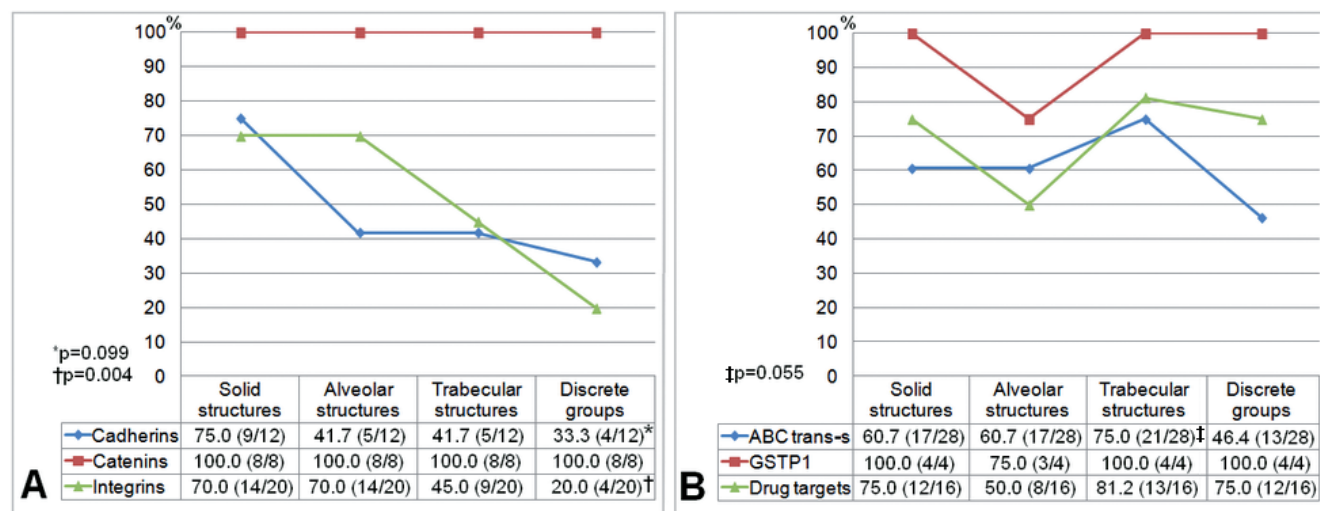 %
100
90
80
70
60
50
40
30
20
10
0
*p=0.099
†p=0.004
Solid structures Alveolar structures Trabecular structures Discrete groups
Cadherins 75.0 (9/12) 41.7 (5/12) 41.7 (5/12) 33.3 (4/12)*
Catenins 100.0 (8/8) 100.0 (8/8) 100.0 (8/8) 100.0 (8/8)
Integrins 70.0 (14/20) 70.0 (14/20) 45.0 (9/20) 20.0 (4/20)†
A
%
100
90
80
70
60
50
40
30
20
10
0
‡p=0.055
Solid structures Alveolar structures Trabecular structures Discrete groups
ABC trans-s 60.7 (17/28) 60.7 (17/28) 75.0 (21/28)‡ 46.4 (13/28)
GSTP1 100.0 (4/4) 75.0 (3/4) 100.0 (4/4) 100.0 (4/4)
Drug targets 75.0 (12/16) 50.0 (8/16) 81.2 (13/16) 75.0 (12/16)
B